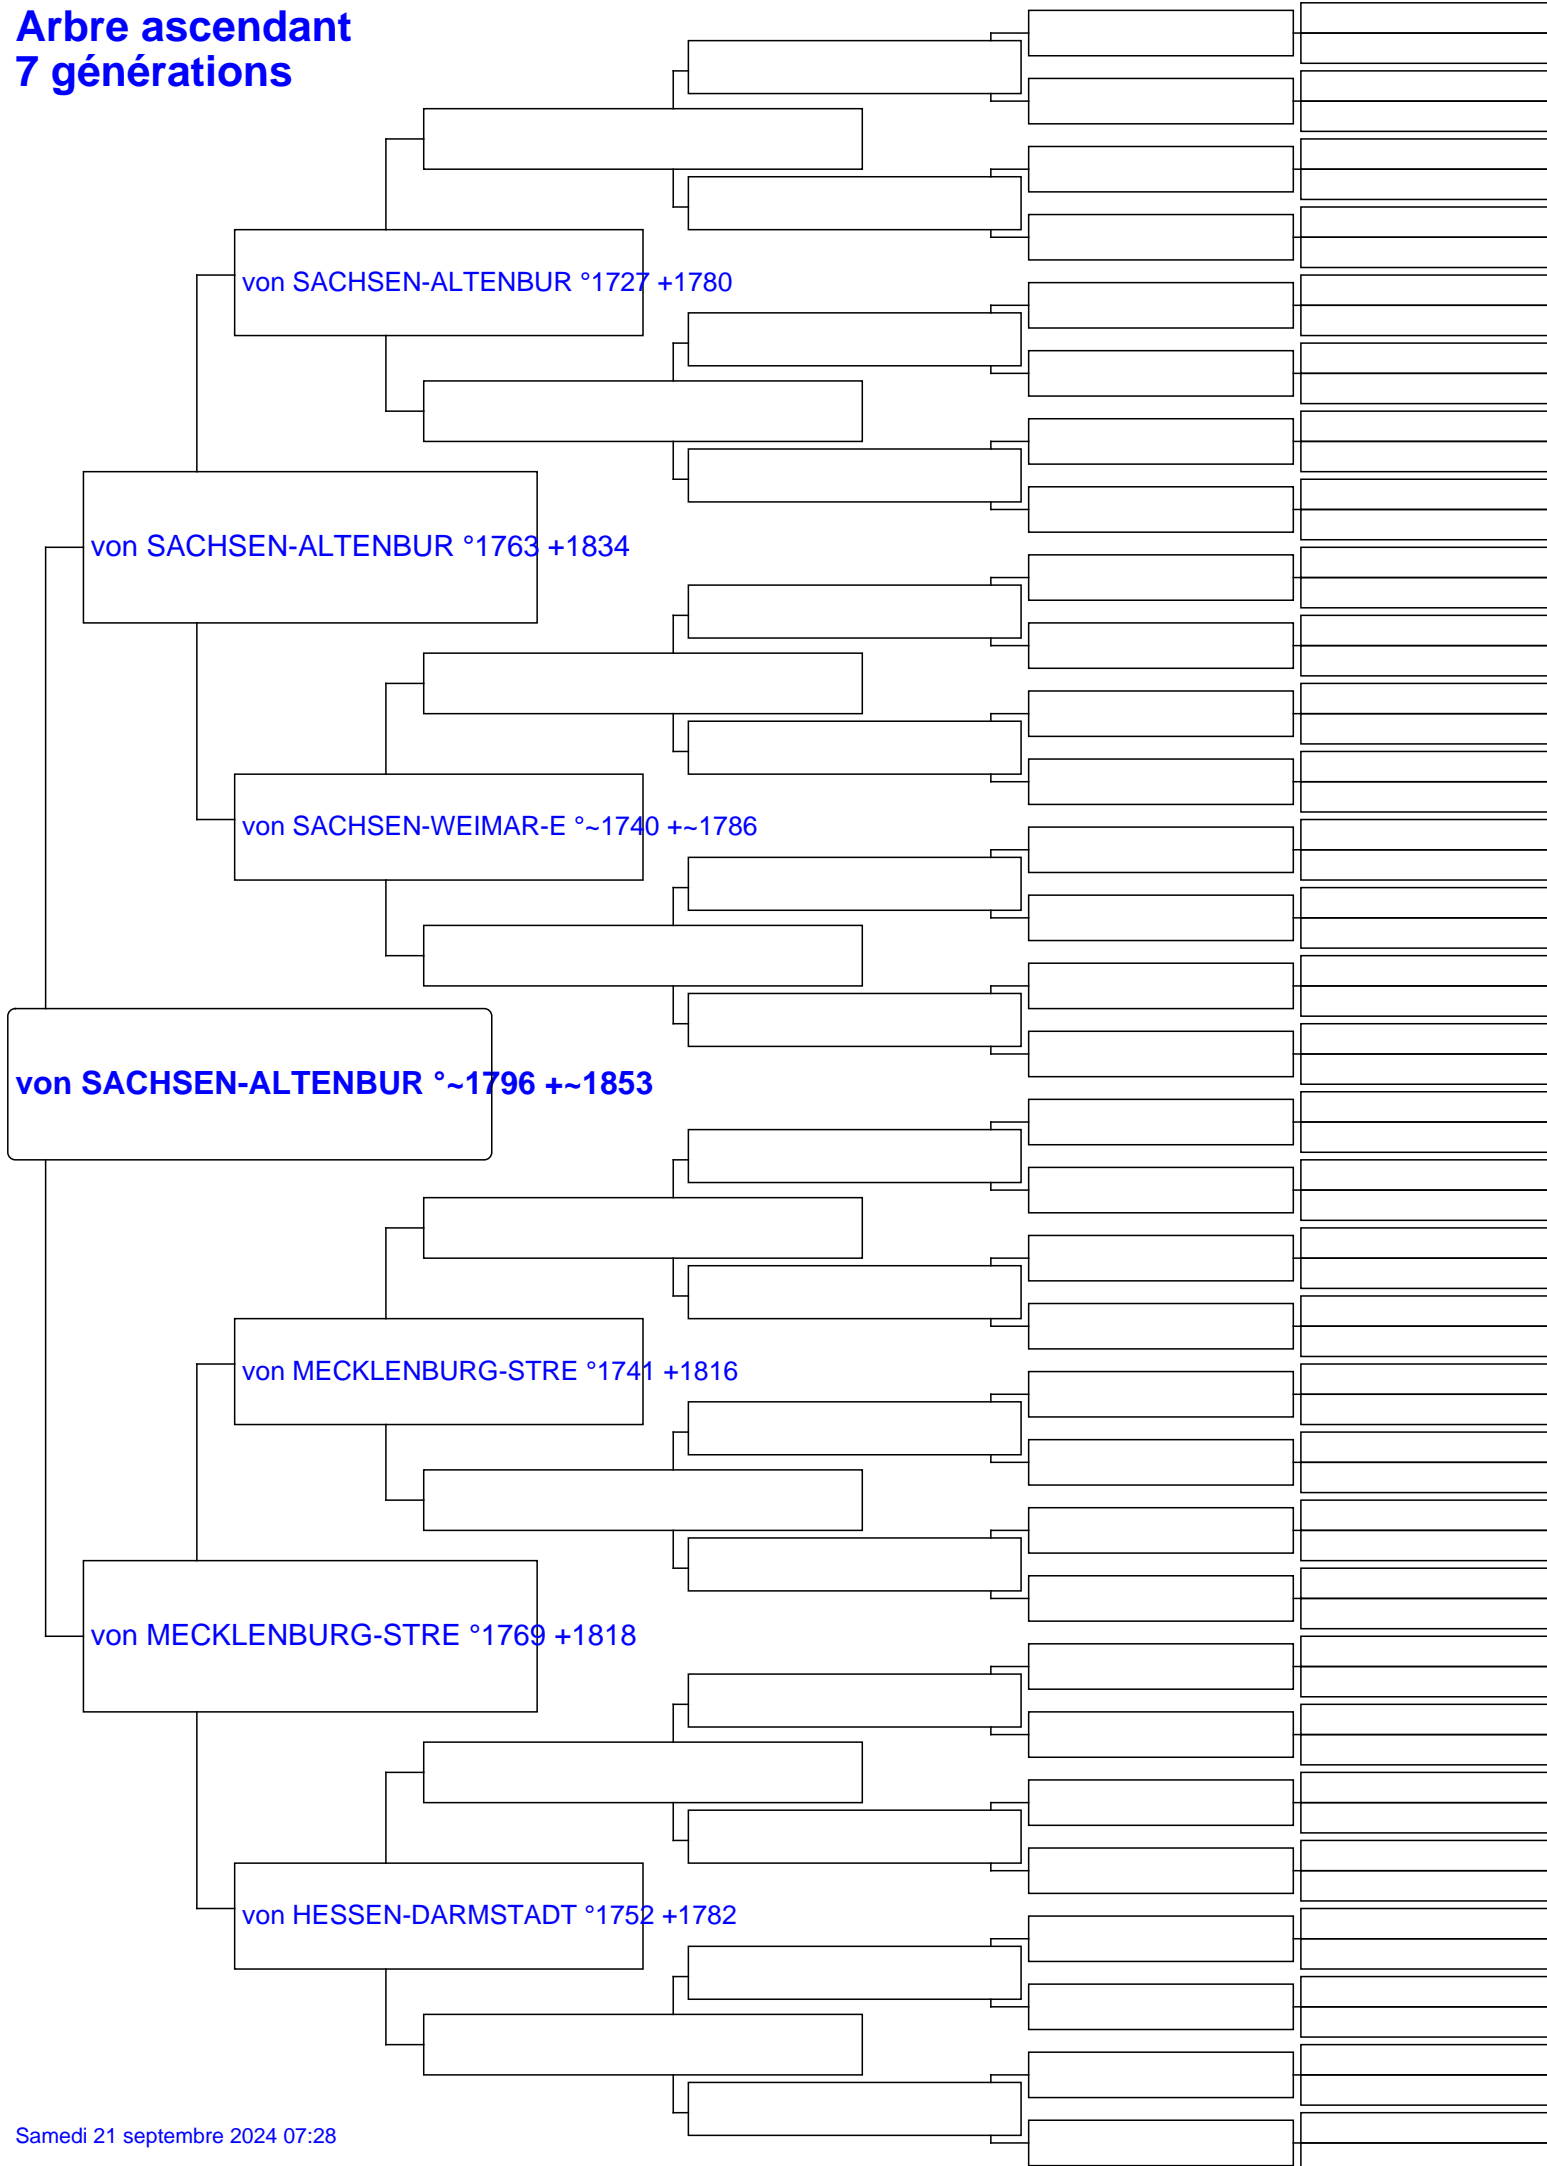 Arbre ascendant
7 générations
von SACHSEN-ALTENBUR °1727 +1780
von SACHSEN-ALTENBUR °1763 +1834
von SACHSEN-WEIMAR-E °~1740 +~1786
von SACHSEN-ALTENBUR °~1796 +~1853
von MECKLENBURG-STRE °1741 +1816
von MECKLENBURG-STRE °1769 +1818
von HESSEN-DARMSTADT °1752 +1782
Samedi 21 septembre 2024 07:28